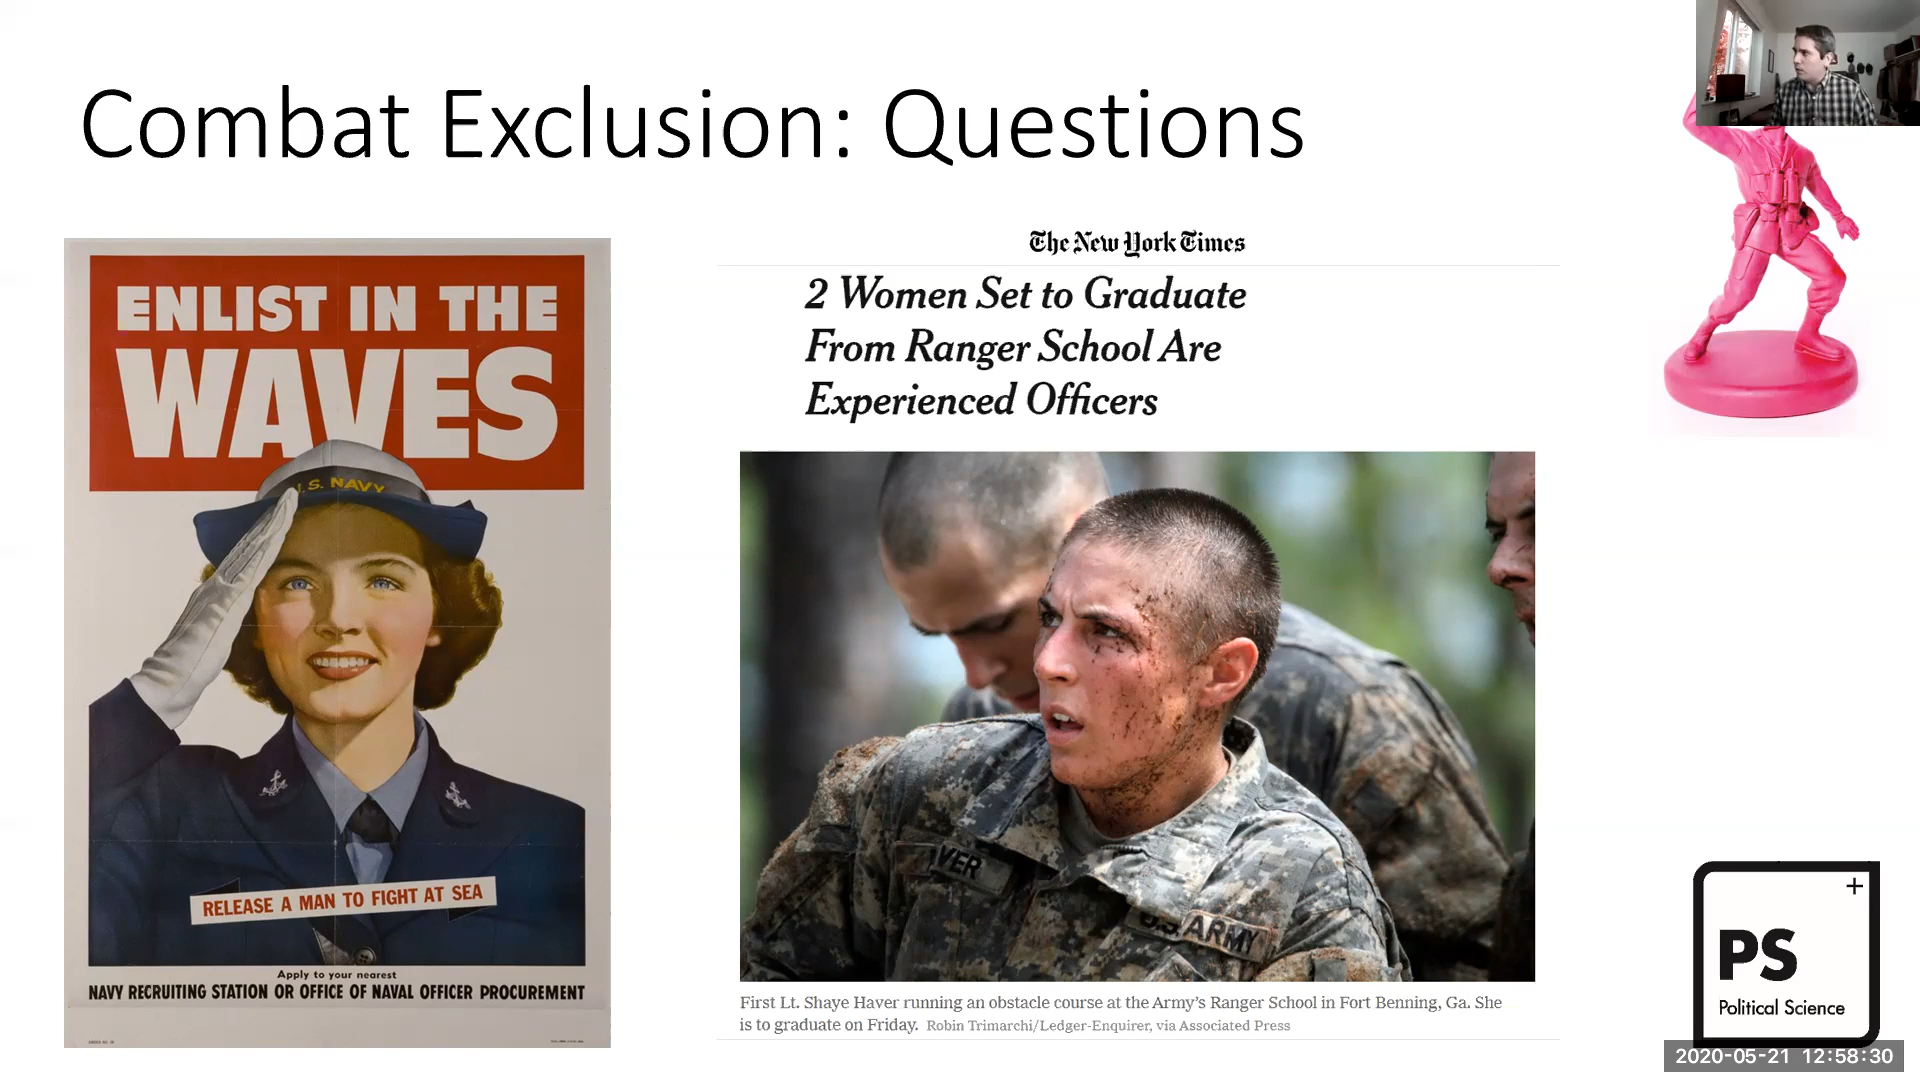 Combat Exclusion: Questions
ENLIST IN THE
WAVES
U.S. NAVY
RELEASE A MAN TO FIGHT AT SEA
Apply to your nearest
NAVY RECRUITING STATION OR OFFICE OF NAVAL OFFICER PROCUREMENT
The New York Times
2 Women Set to Graduate
From Ranger School Are
Experienced Officers
VER
U.S. ARMY
First Lt. Shaye Haver running an obstacle course at the Army’s Ranger School in Fort Benning, Ga. She
is to graduate on Friday. Robin Trimarchi/Ledger-Enquirer, via Associated Press
+
PS
Political Science
2020-05-21 12:58:30